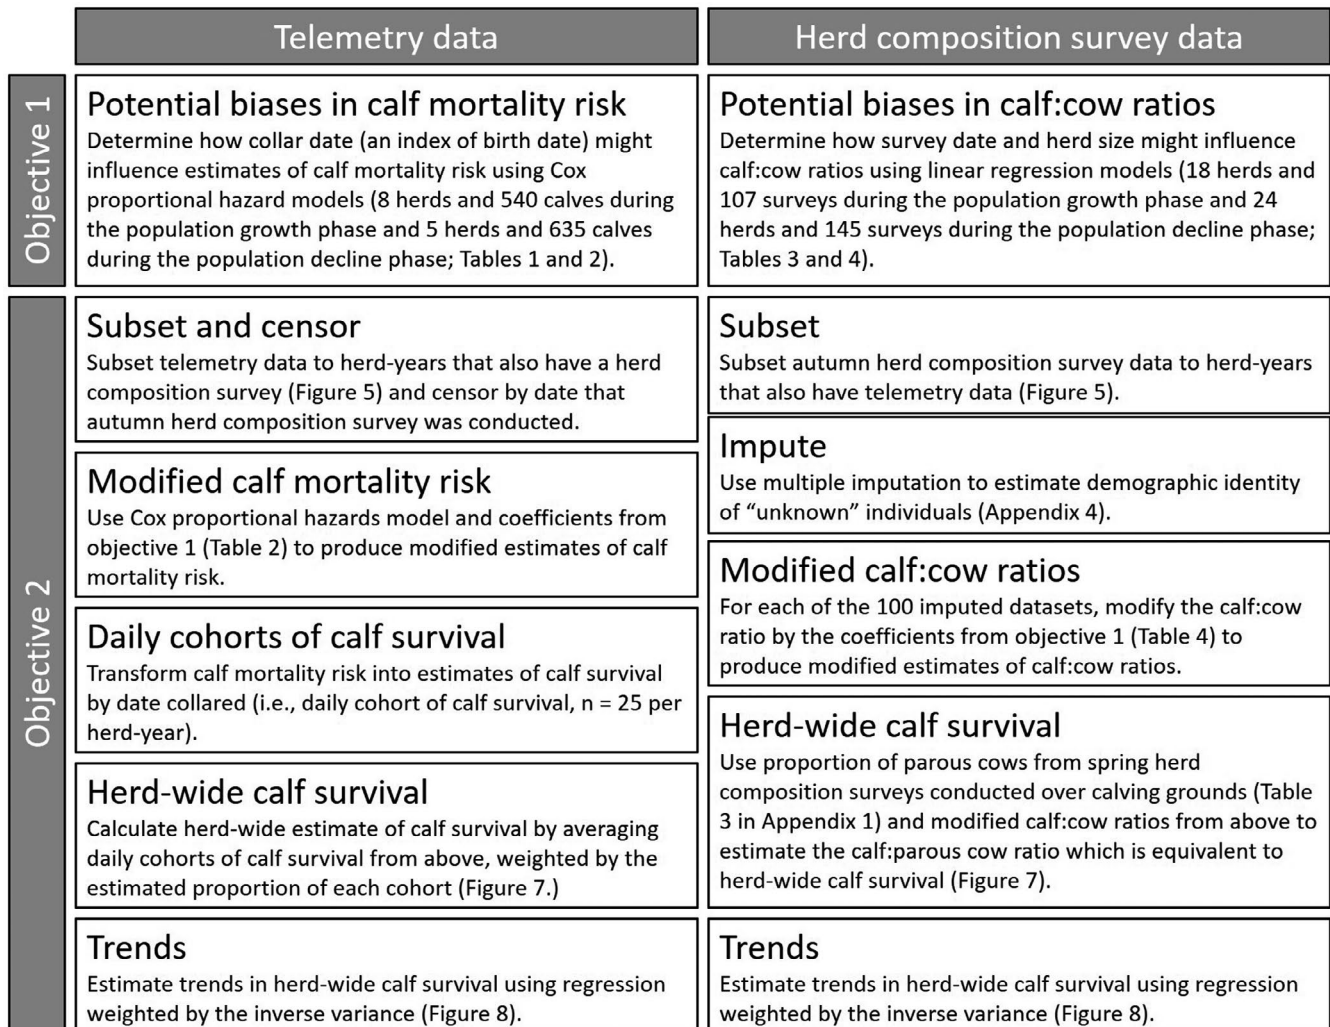 Telemetry data
Herd composition survey data
Objective 1
Potential biases in calf mortality risk
Determine how collar date (an index of birth date) might
influence estimates of calf mortality risk using Cox
proportional hazard models (8 herds and 540 calves during
the population growth phase and 5 herds and 635 calves
during the population decline phase; Tables 1 and 2).
Potential biases in calf:cow ratios
Determine how survey date and herd size might influence
calf:cow ratios using linear regression models (18 herds and
107 surveys during the population growth phase and 24
herds and 145 surveys during the population decline phase;
Tables 3 and 4).
Objective 2
Subset and censor
Subset telemetry data to herd-years that also have a herd
composition survey (Figure 5) and censor by date that
autumn herd composition survey was conducted.
Modified calf mortality risk
Use Cox proportional hazards model and coefficients from
objective 1 (Table 2) to produce modified estimates of calf
mortality risk.
Daily cohorts of calf survival
Transform calf mortality risk into estimates of calf survival
by date collared (i.e., daily cohort of calf survival, n = 25 per
herd-year).
Herd-wide calf survival
Calculate herd-wide estimate of calf survival by averaging
daily cohorts of calf survival from above, weighted by the
estimated proportion of each cohort (Figure 7.)
Trends
Estimate trends in herd-wide calf survival using regression
weighted by the inverse variance (Figure 8).
Subset
Subset autumn herd composition survey data to herd-years
that also have telemetry data (Figure 5).
Impute
Use multiple imputation to estimate demographic identity
of “unknown” individuals (Appendix 4).
Modified calf:cow ratios
For each of the 100 imputed datasets, modify the calf:cow
ratio by the coefficients from objective 1 (Table 4) to
produce modified estimates of calf:cow ratios.
Herd-wide calf survival
Use proportion of parous cows from spring herd
composition surveys conducted over calving grounds (Table
3 in Appendix 1) and modified calf:cow ratios from above to
estimate the calf:parous cow ratio which is equivalent to
herd-wide calf survival (Figure 7).
Trends
Estimate trends in herd-wide calf survival using regression
weighted by the inverse variance (Figure 8).